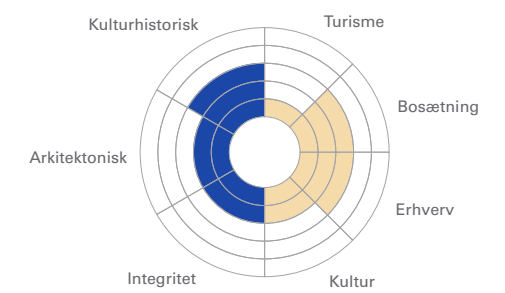 Kulturhistorisk
Turisme
Bosætning
Arkitektonisk
Erhverv
Integritet
Kultur